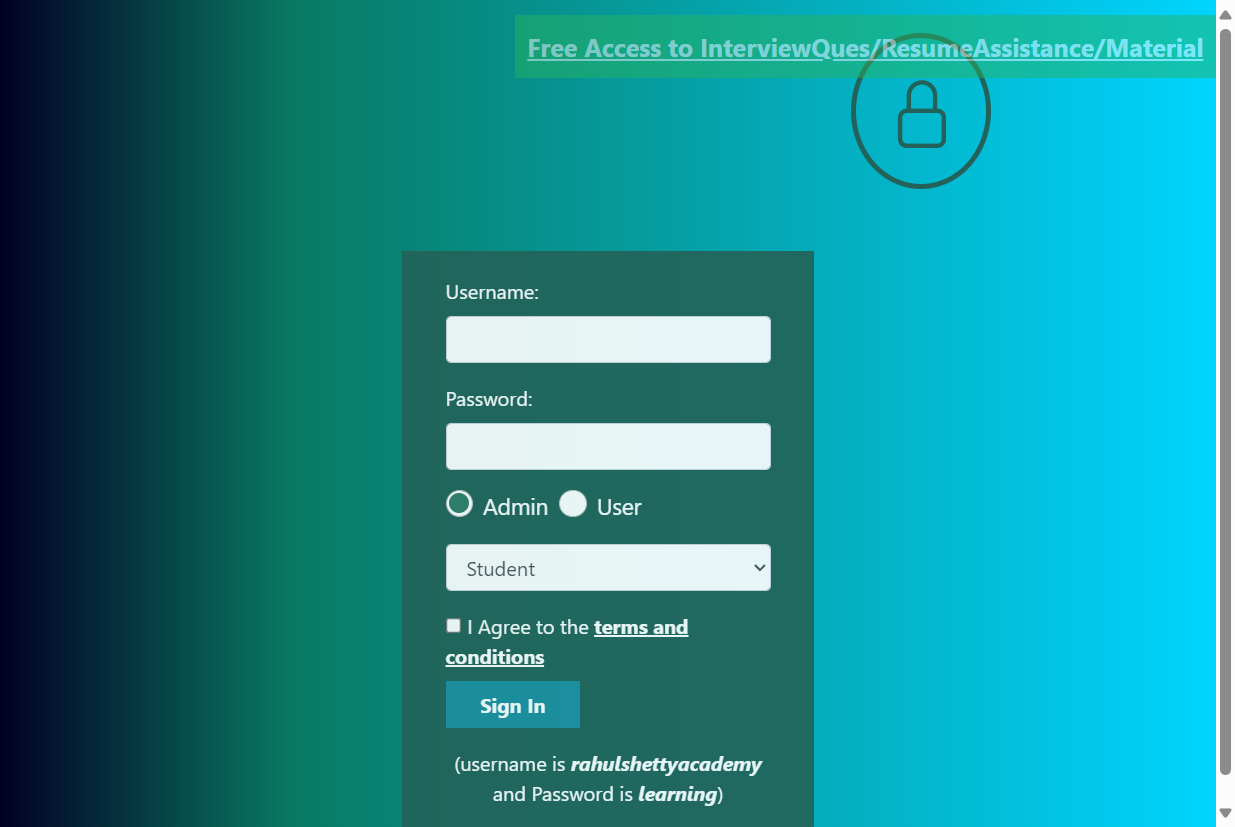 Free Access to InterviewQues/ResumeAssistance/Material
Username:
Password:
Admin User
Student
I Agree to the terms and
conditions
Sign In
(username is rahulshettyacademy
and Password is learning)